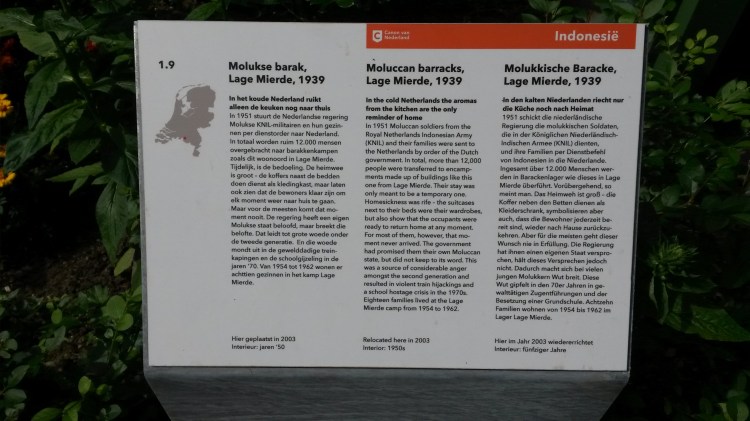 Canon van
Nederland
Indonesië
1.9
Molukse barak,
Lage Mierde, 1939
In het koude Nederland ruikt
alleen de keuken nog naar thuis
In 1951 stuurt de Nederlandse regering
Molukse KNIL-militairen en hun gezin-
nen per dienstorder naar Nederland.
In totaal worden ruim 12.000 mensen
overgebracht naar barakkenkampen
zoals dit woonoord in Lage Mierde.
Tijdelijk, is de bedoeling. De heimwee
is groot - de koffers naast de bedden
doen dienst als kledingkast, maar laten
ook zien dat de bewoners klaar zijn om
elk moment weer naar huis te gaan.
Maar voor de meesten komt dat mo-
ment nooit. De regering heeft een eigen
Molukse staat beloofd, maar breekt die
belofte. Dat leidt tot grote woede onder
de tweede generatie. En die woede
mondt uit in de gewelddadige trein-
kapingen en de schoolgijzeling in de
jaren '70. Van 1954 tot 1962 wonen er
achttien gezinnen in het kamp Lage
Mierde.
Hier geplaatst in 2003
Interieur: jaren '50
Moluccan barracks,
Lage Mierde, 1939
In the cold Netherlands the aromas
from the kitchen are the only
reminder of home
In 1951 Moluccan soldiers from the
Royal Netherlands Indonesian Army
(KNIL) and their families were sent to
the Netherlands by order of the Dutch
government. In total, more than 12,000
people were transferred to encamp-
ments made up of buildings like this
one from Lage Mierde. Their stay was
only meant to be a temporary one.
Homasickness was rife - the suitcases
next to their beds were their wardrobes,
but also show that the occupants were
ready to return home at any moment.
For most of them, however, that mo-
ment never arrived. The government
had promised them their own Moluccan
state, but did not keep to its word. This
was a source of considerable anger
amongst the second generation and
resulted in violent train hijackings and
a school hostage crisis in the 1970s.
Eighteen families lived at the Lage
Mierde camp from 1954 to 1962.
Relocated here in 2003
Interior: 1950s
Molukkische Baracke,
Lage Mierde, 1939
in den kalten Niederlanden riecht nur
die Küche noch nach Heimat
1951 schickt die niederländische
Regierung die molukkischen Soldaten,
die in der Königlichen Niederländisch-
Indischen Armee (KNIL) dienten,
und ihre Familien per Dienstbefehl
von Indonesien in die Niederlande.
Ingesamt über 12.000 Menschen wer-
den in Barackenlager wie dieses in Lage
Mierde überführt. Vorübergehend, so
meint man. Das Heimweh ist groß - die
Koffer neben den Betten dienen als
Kleiderschrank, symbolisieren aber
auch, dass die Bewohner jederzeit be-
reit sind, wieder nach Hause zurückzu-
kehren. Aber für die meisten geht dieser
Wunsch nie in Erfüllung. Die Regierung
hat ihnen einen eigenen Staat verspro-
chen, hält dieses Versprechen jedoch
nicht. Dadurch macht sich bei vielen
jungen Molukkern Wut breit. Diese
Wut gipfelt in den 70er Jahren in ge-
walttätigen Zugentführungen und der
Besetzung einer Grundschule. Achtzehn
Familien wohnen von 1954 bis 1962 im
Lager Lage Mierde.
Hier im Jahr 2003 wiedererrichtet
Interieur: fünfziger Jahre